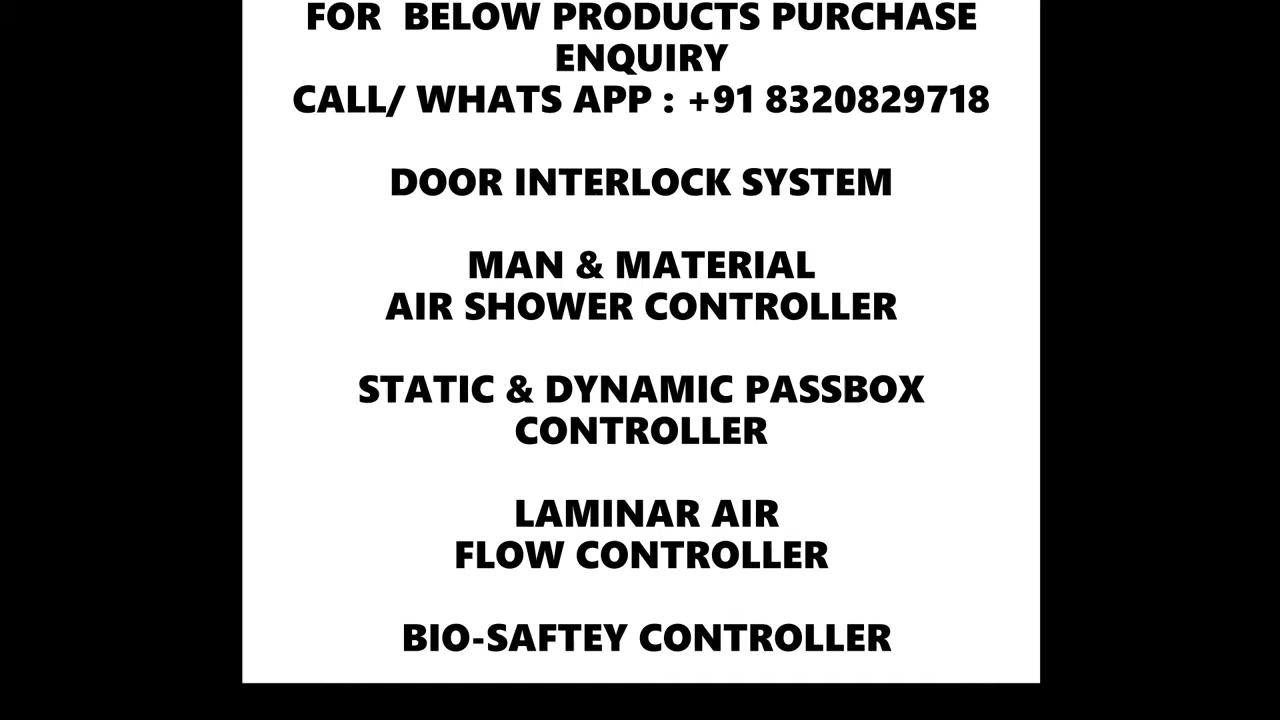 FOR  BELOW PRODUCTS PURCHASE
ENQUIRY
CALL/ WHATS APP : +91 8320829718
DOOR INTERLOCK SYSTEM
MAN & MATERIAL
AIR SHOWER CONTROLLER
STATIC & DYNAMIC PASSBOX
CONTROLLER
LAMINAR AIR
FLOW CONTROLLER
BIO-SAFTEY CONTROLLER